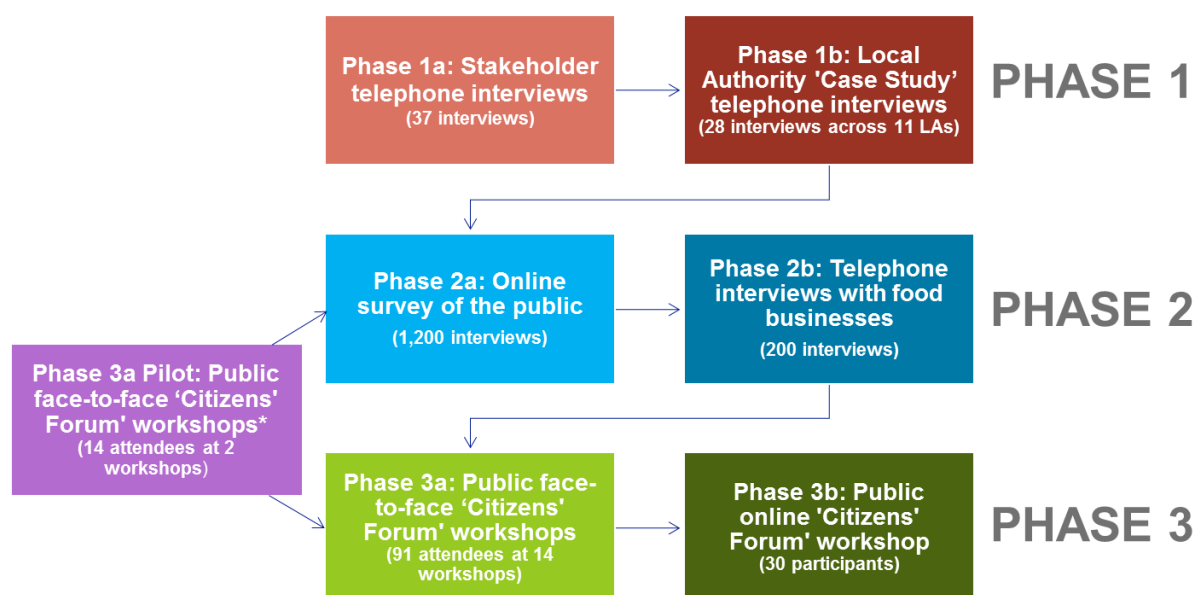 Phase 1a: Stakeholder
telephone interviews
(37 interviews)
Phase 1b: Local
Authority 'Case Study’
telephone interviews
(28 interviews across 11 LAs)
PHASE 1
Phase 2a: Online
survey of the public
(1,200 interviews)
Phase 2b: Telephone
interviews with food
businesses
(200 interviews)
PHASE 2
Phase 3a Pilot: Public
face-to-face ‘Citizens'
Forum' workshops*
(14 attendees at 2
workshops)
Phase 3a: Public face-
to-face ‘Citizens'
Forum' workshops
(91 attendees at 14
workshops)
Phase 3b: Public
online 'Citizens'
Forum' workshop
(30 participants)
PHASE 3